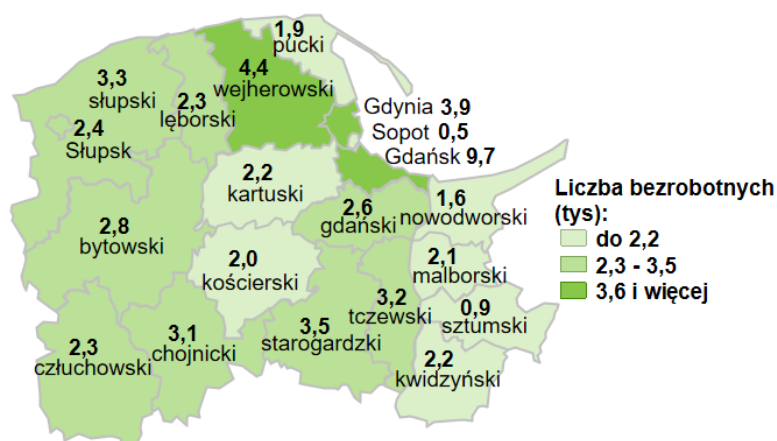 1,9
pucki
4,4
wejherowski
3,3
słupski
2,3
lęborski
2,4
Słupsk
Gdynia 3,9
Sopot 0,5
Gdańsk 9,7
2,2
kartuski
2,6
gdański
1,6
nowodworski
2,8
bytowski
2,0
kościerski
2,1
malborski
3,2
tczewski
0,9
sztumski
3,5
starogardzki
3,1
chojnicki
2,3
człuchowski
2,2
kwidzyński
Liczba bezrobotnych
(tys):
do 2,2
2,3 - 3,5
3,6 i więcej